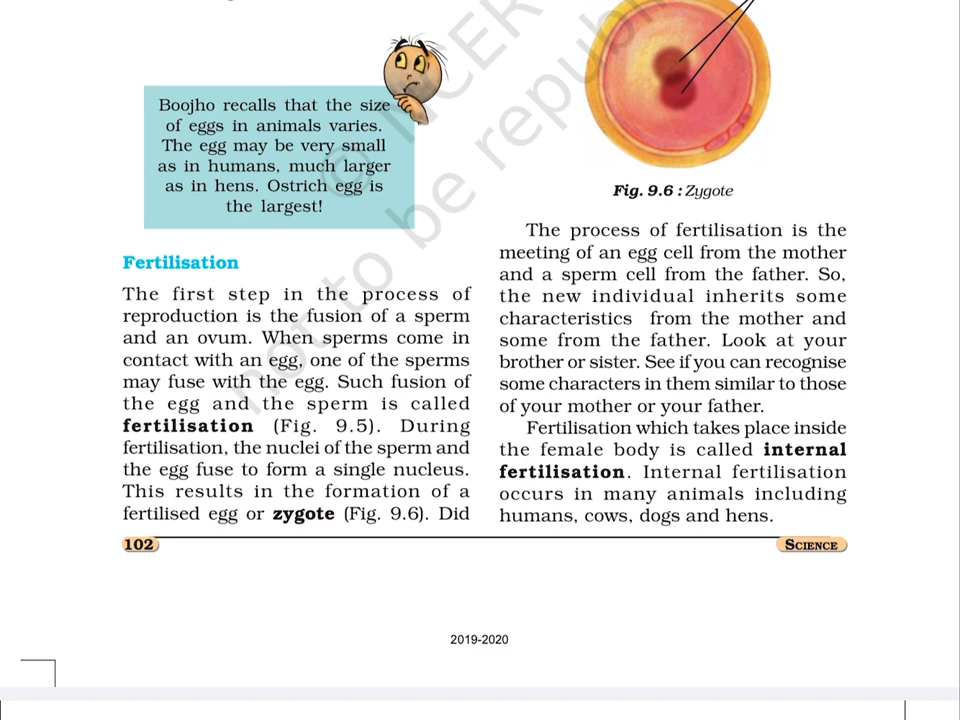 Boojho recalls that the size
of eggs in animals varies.
The egg may be very small
as in humans, much larger
as in hens. Ostrich egg is
the largest!
Fertilisation
The first step in the process of
reproduction is the fusion of a sperm
and an ovum. When sperms come in
contact with an egg, one of the sperms
may fuse with the egg. Such fusion of
the egg and the sperm is called
fertilisation (Fig. 9.5). During
fertilisation, the nuclei of the sperm and
the egg fuse to form a single nucleus.
This results in the formation of a
fertilised egg or zygote (Fig. 9.6). Did
Fig. 9.6 : Zygote
The process of fertilisation is the
meeting of an egg cell from the mother
and a sperm cell from the father. So,
the new individual inherits some
characteristics from the mother and
some from the father. Look at your
brother or sister. See if you can recognise
some characters in them similar to those
of your mother or your father.
Fertilisation which takes place inside
the female body is called internal
fertilisation. Internal fertilisation
occurs in many animals including
humans, cows, dogs and hens.
102
SCIENCE
2019-2020
© NCER
not to be republ